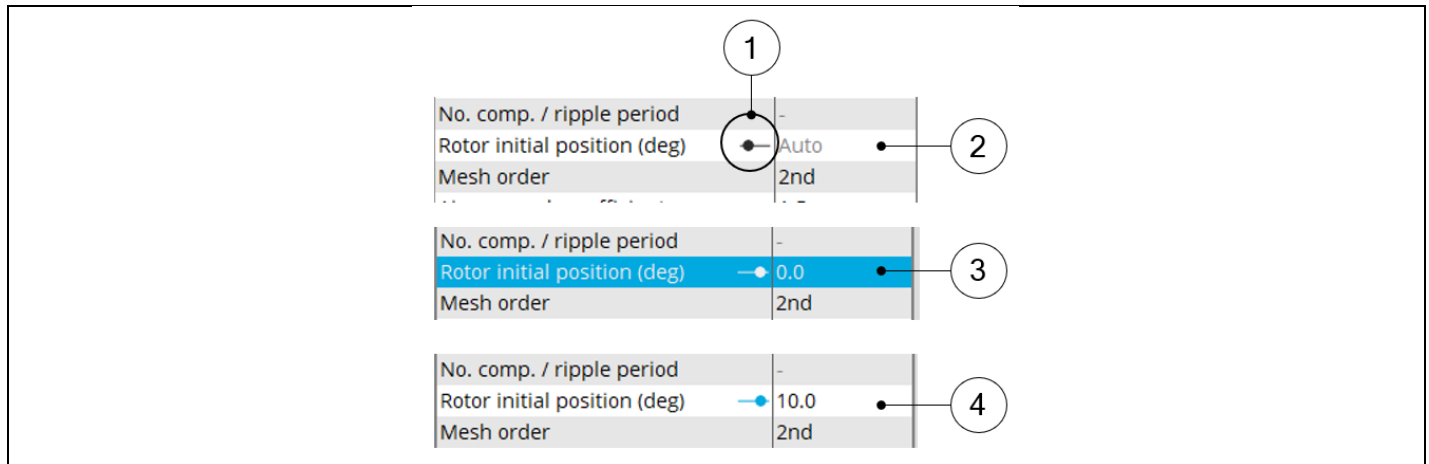 1
No. comp. / ripple period -
Rotor initial position (deg) Auto
2
Mesh order 2nd
No. comp. / ripple period -
Rotor initial position (deg) 0.0
3
Mesh order 2nd
No. comp. / ripple period -
Rotor initial position (deg) 10.0
4
Mesh order 2nd